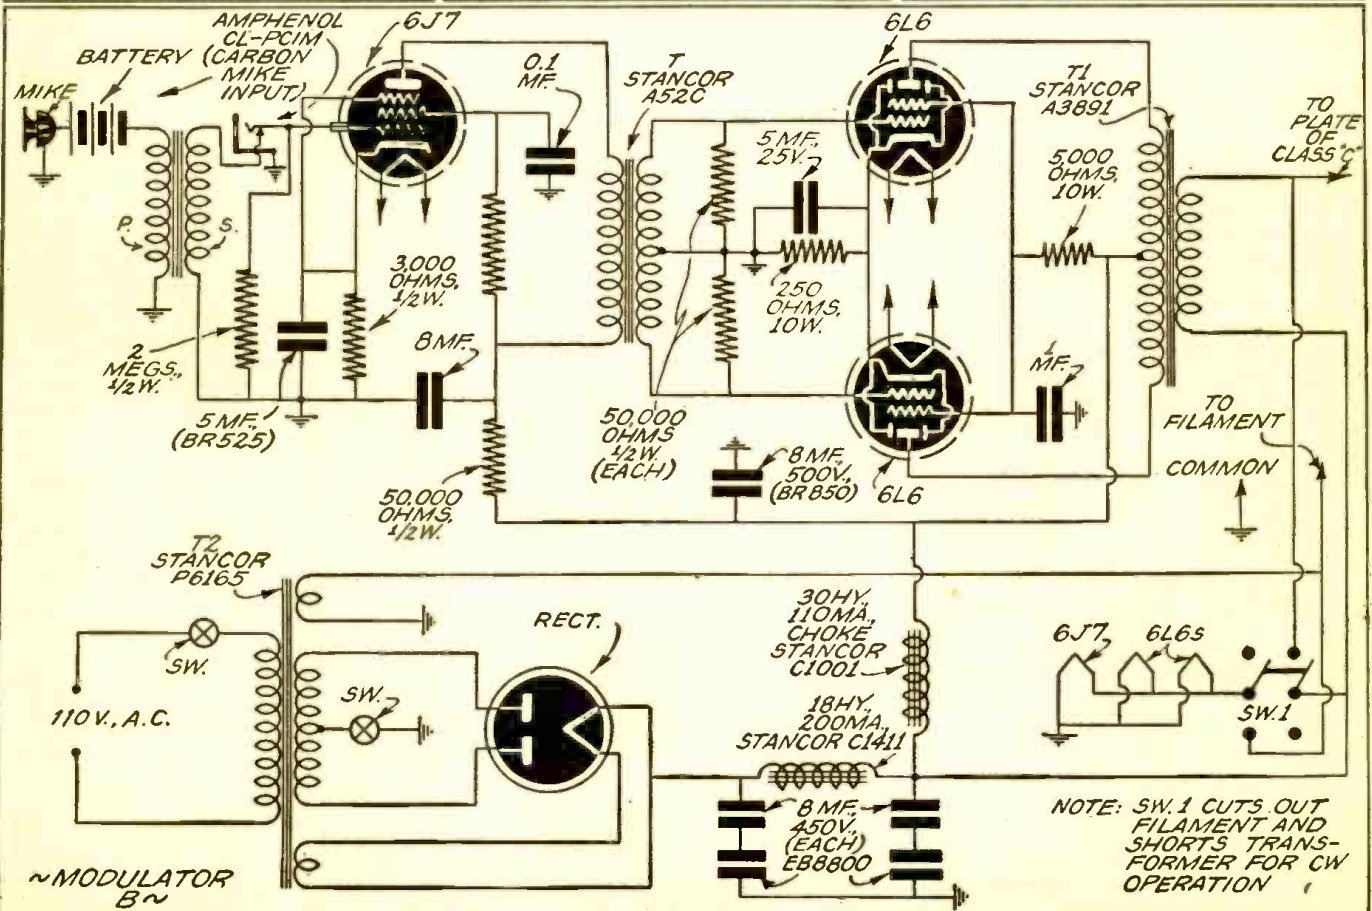 AMPHENOL
CL-PCIM
(CARBON
MIKE
INPUT)
BATTERY
MIKE
6J7
0.1
MF.
T
STANCOR
A52C
6L6
T1
STANCOR
A3891
TO
PLATE
OF
CLASS "C"
5 MF.,
25V.
5,000
OHMS,
10W.
P.
S.
3,000
OHMS,
1/2W.
250
OHMS,
10W.
2
MEGS.,
1/2W.
8MF.
1
MF.
5 MF.,
(BR525)
50,000
OHMS
1/2W.
(EACH)
TO
FILAMENT
8 MF.
500V.,
(BR850)
6L6
COMMON
50,000
OHMS,
1/2W.
T2
STANCOR
P6165
SW.
110V., A.C.
SW.
RECT.
30HY.,
110MA.,
CHOKE
STANCOR
C1001
18HY.,
200MA.,
STANCOR C1411
6J7
6L6s
SW.1
8 MF.,
450V.,
(EACH)
EB8800
NOTE: SW.1 CUTS OUT
FILAMENT AND
SHORTS TRANS-
FORMER FOR CW
OPERATION
~MODULATOR
B~